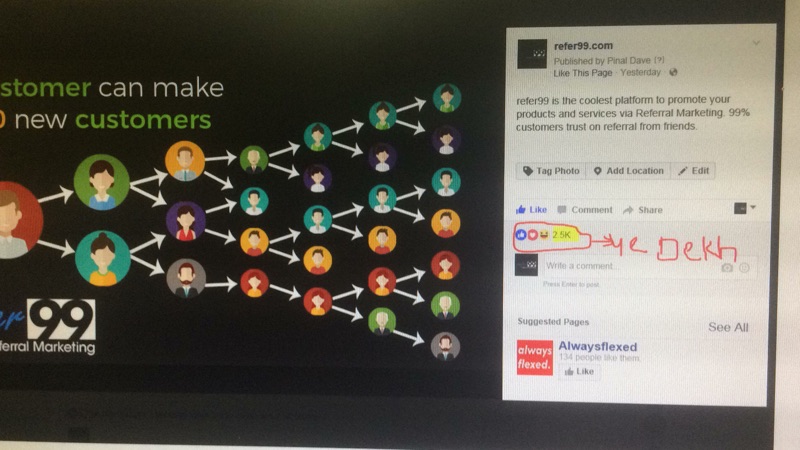 stomer can make
0 new customers
99
ferral Marketing
refer99.com
Published by Pinal Dave [?]
Like This Page · Yesterday
refer99 is the coolest platform to promote your
products and services via Referral Marketing. 99%
customers trust on referral from friends.
Tag Photo Add Location Edit
Like Comment Share
2.5K ye Dekh
Write a comment
Press Enter to post.
Suggested Pages See All
always
flexed.
Alwaysflexed
134 people like them.
Like